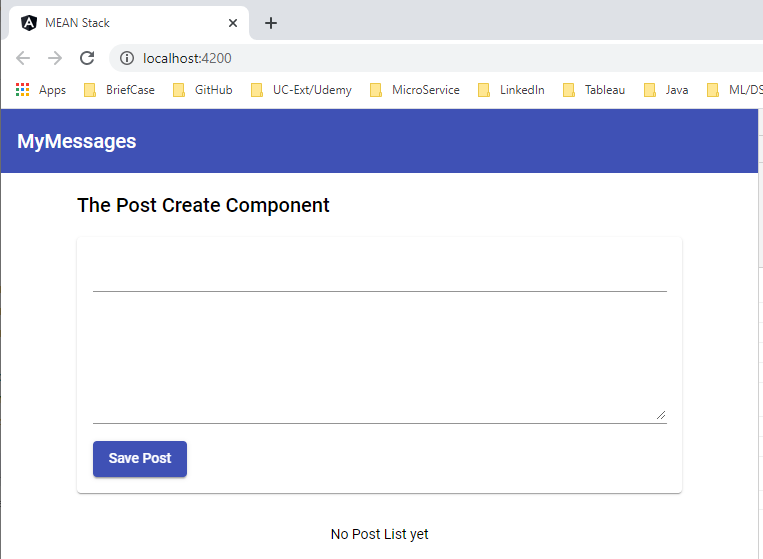 MEAN Stack
localhost:4200
Apps BriefCase GitHub UC-Ext/Udemy MicroService LinkedIn Tableau Java ML/DS
MyMessages
The Post Create Component
Save Post
No Post List yet